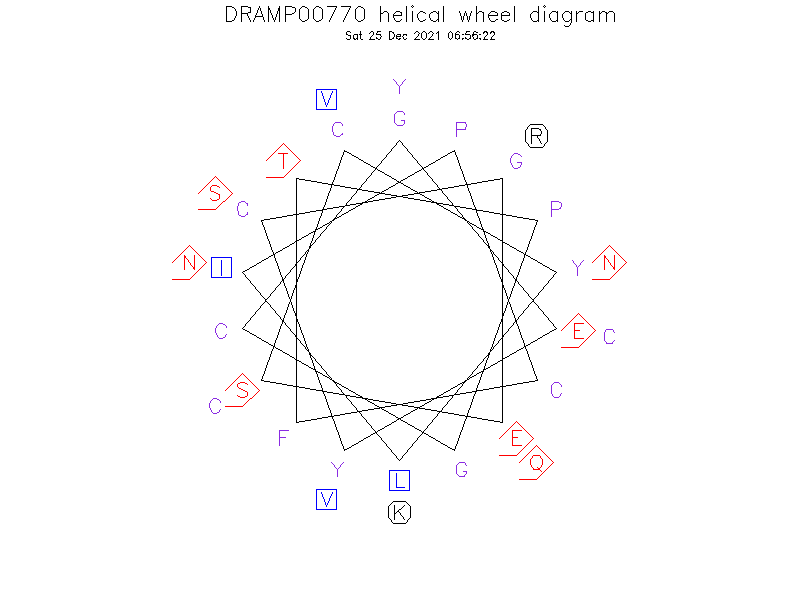 DRAMP00770 helical wheel diagram
Sat 25 Dec 2021 06:56:22
Y
V
G
C
P
R
T
G
S
C
P
N
I
Y
N
C
E
C
S
C
C
F
E
Y
G
Q
L
V
K